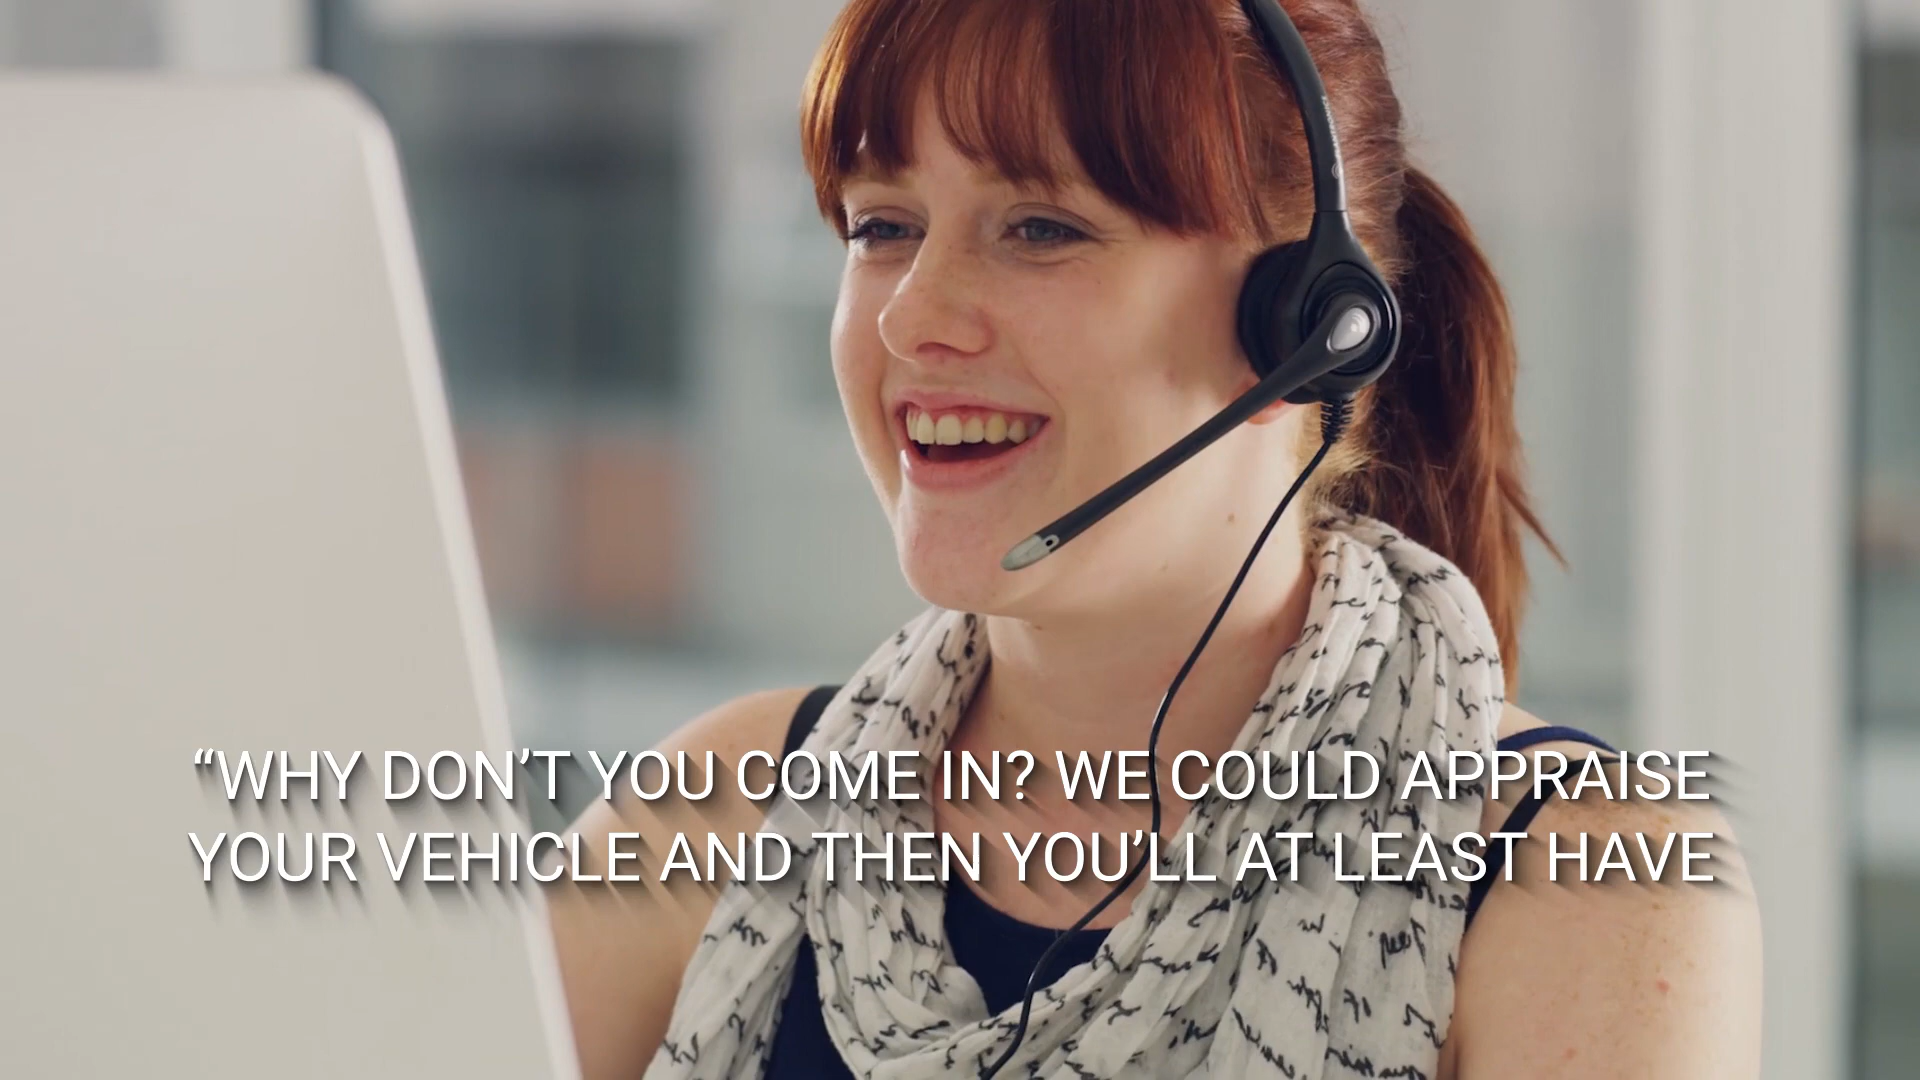 “WHY DON’T YOU COME IN? WE COULD APPRAISE
YOUR VEHICLE AND THEN YOU’LL AT LEAST HAVE